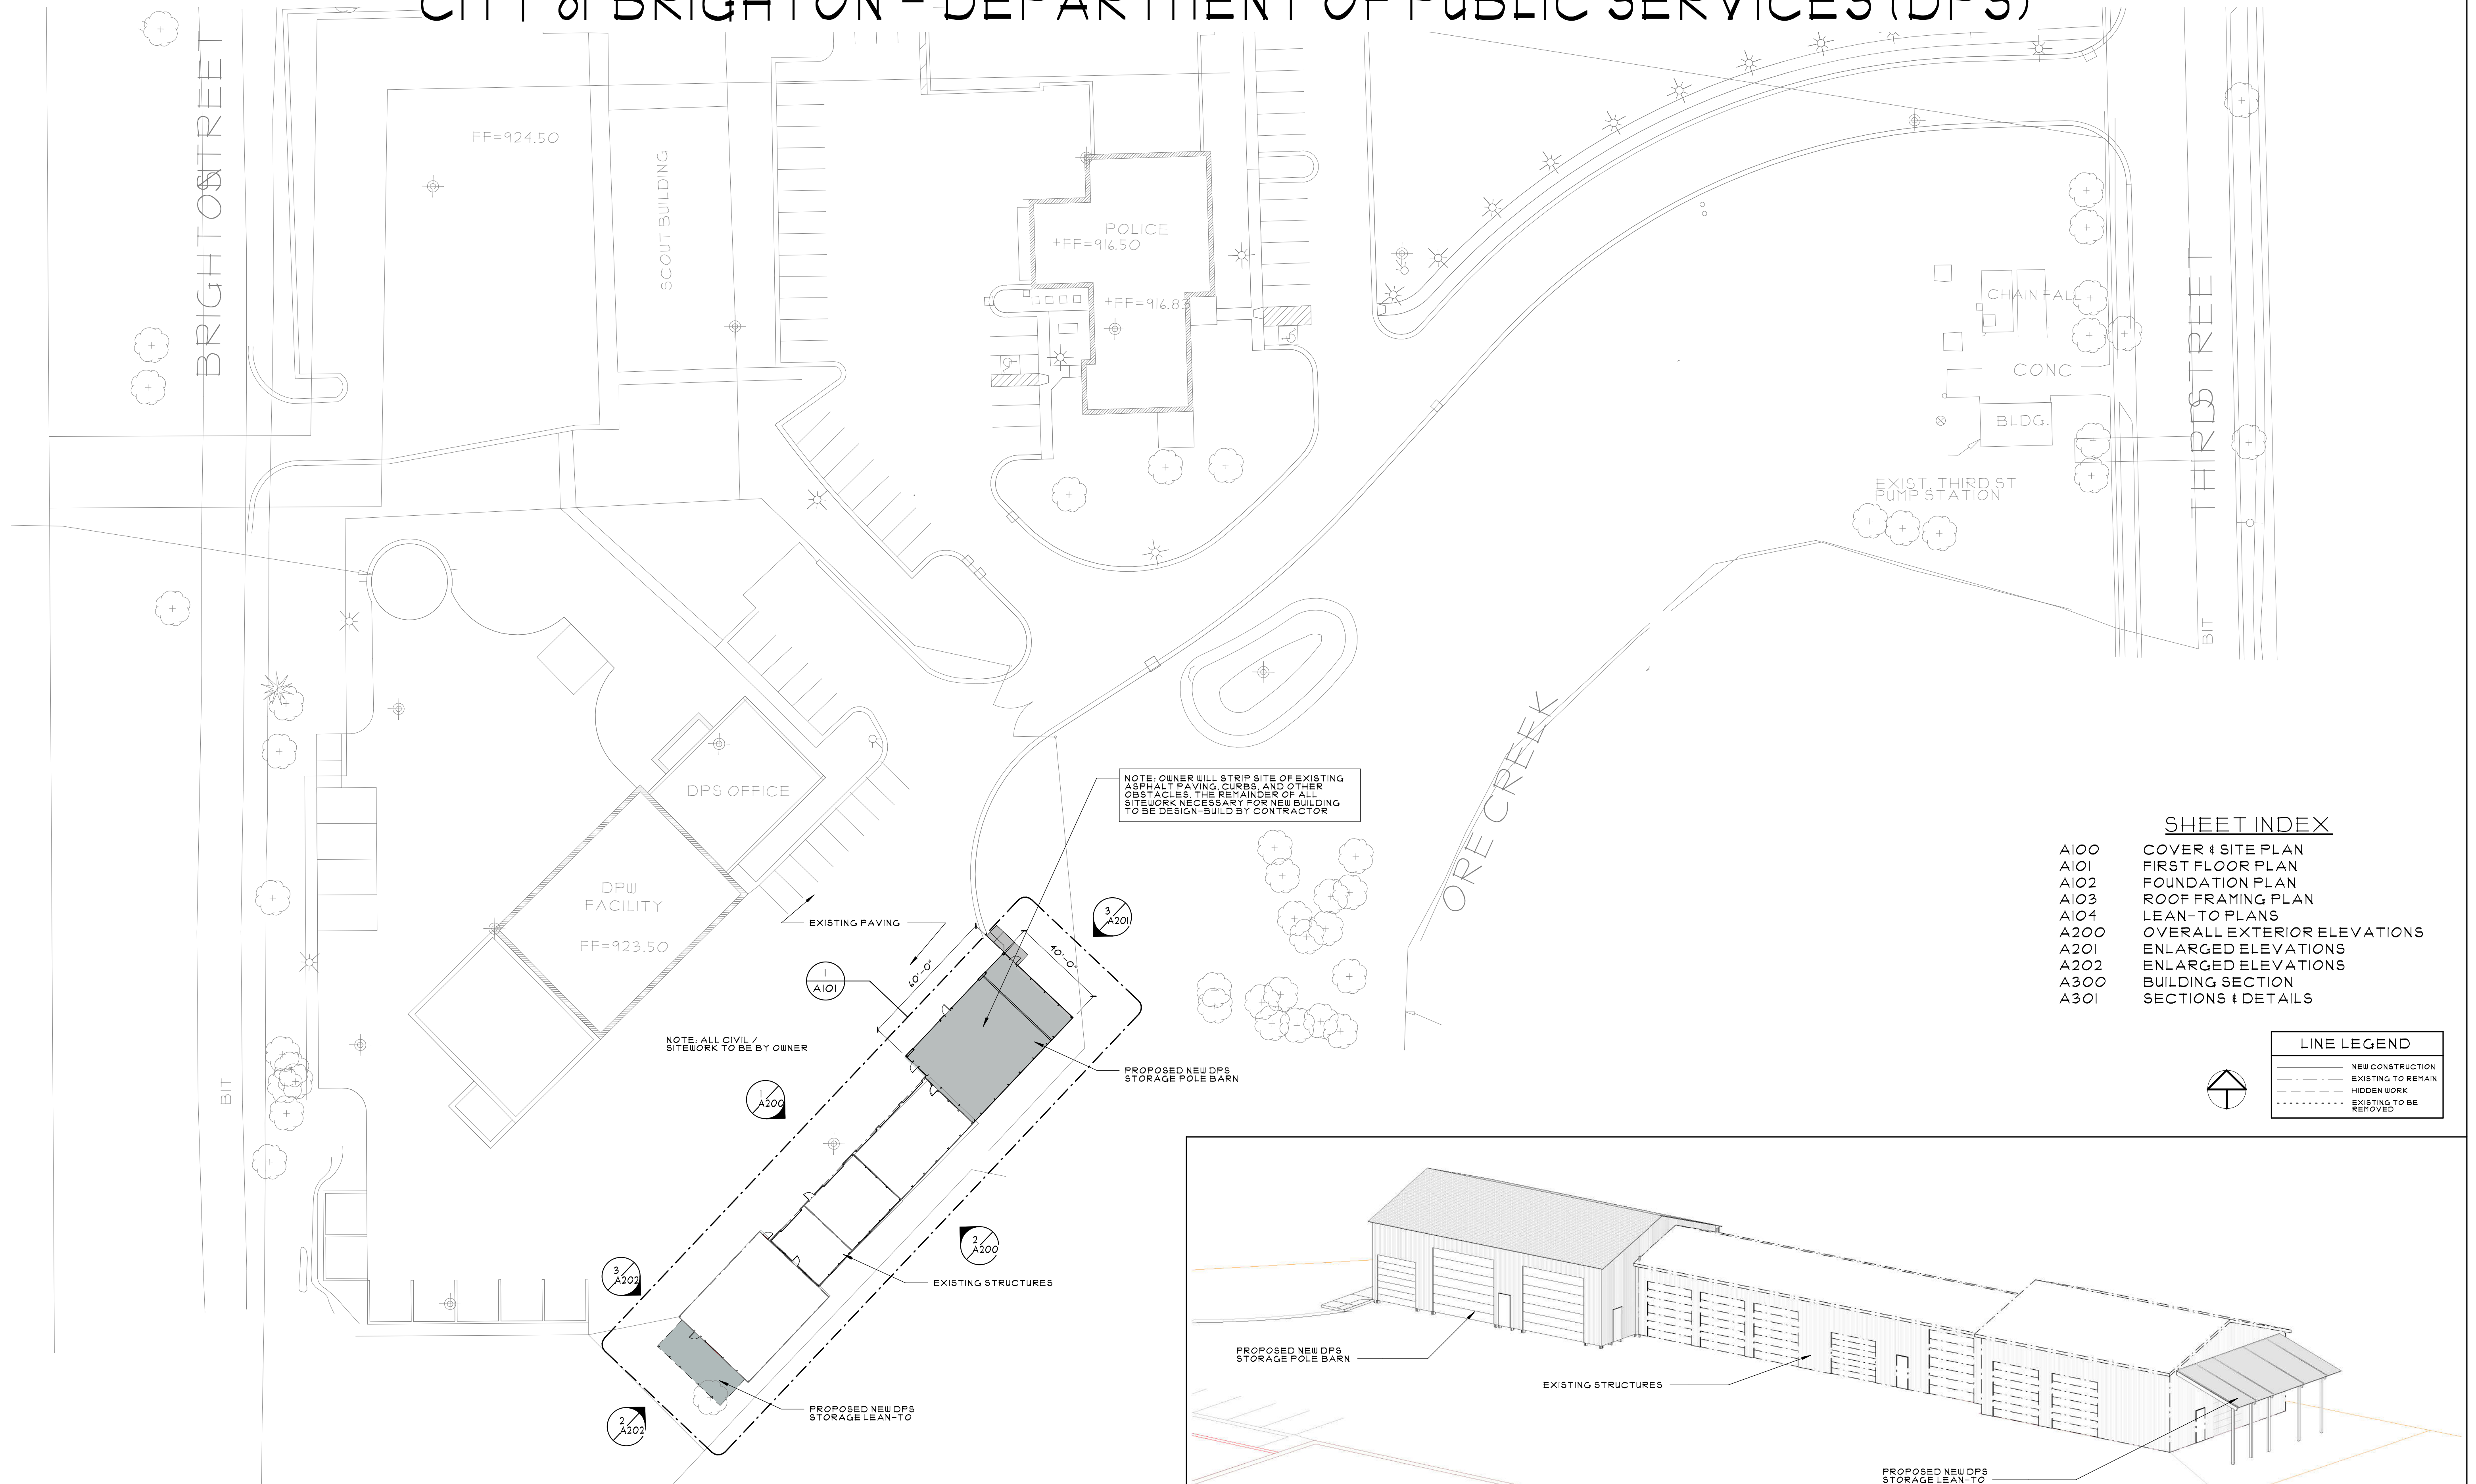 CITY of BRIGHTON - DEPARTMENT OF PUBLIC SERVICES (DPS)
BRIGHTON STREET
FF=924.50
SCOUT BUILDING
POLICE
+FF=916.50
+FF=916.83
CHAIN FALL
CONC
BLDG.
EXIST. THIRD ST
PUMP STATION
THIRD STREET
BIT
ORE CREEK
DPS OFFICE
DPW
FACILITY
FF=923.50
BIT
NOTE: OWNER WILL STRIP SITE OF EXISTING
ASPHALT PAVING, CURBS, AND OTHER
OBSTACLES. THE REMAINDER OF ALL
SITEWORK NECESSARY FOR NEW BUILDING
TO BE DESIGN-BUILD BY CONTRACTOR
EXISTING PAVING
3
A201
60'-0"
40'-0"
1
A101
NOTE: ALL CIVIL /
SITEWORK TO BE BY OWNER
1
A200
PROPOSED NEW DPS
STORAGE POLE BARN
2
A200
3
A202
EXISTING STRUCTURES
PROPOSED NEW DPS
STORAGE LEAN-TO
2
A202
SHEET INDEX
A100 COVER & SITE PLAN
A101 FIRST FLOOR PLAN
A102 FOUNDATION PLAN
A103 ROOF FRAMING PLAN
A104 LEAN-TO PLANS
A200 OVERALL EXTERIOR ELEVATIONS
A201 ENLARGED ELEVATIONS
A202 ENLARGED ELEVATIONS
A300 BUILDING SECTION
A301 SECTIONS & DETAILS
LINE LEGEND
NEW CONSTRUCTION
EXISTING TO REMAIN
HIDDEN WORK
EXISTING TO BE
REMOVED
PROPOSED NEW DPS
STORAGE POLE BARN
EXISTING STRUCTURES
PROPOSED NEW DPS
STORAGE LEAN-TO